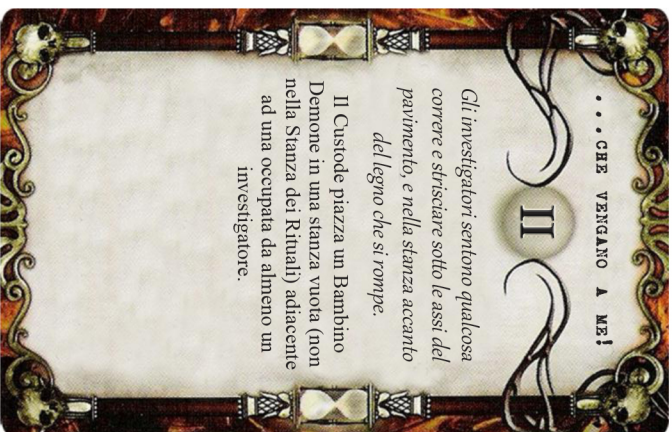 ...CHE VENGANO A ME!
II
Gli investigatori sentono qualcosa
correre e strisciare sotto le assi del
pavimento, e nella stanza accanto
del legno che si rompe.
Il Custode piazza un Bambino
Demone in una stanza vuota (non
nella Stanza dei Rituali) adiacente
ad una occupata da almeno un
investigatore.